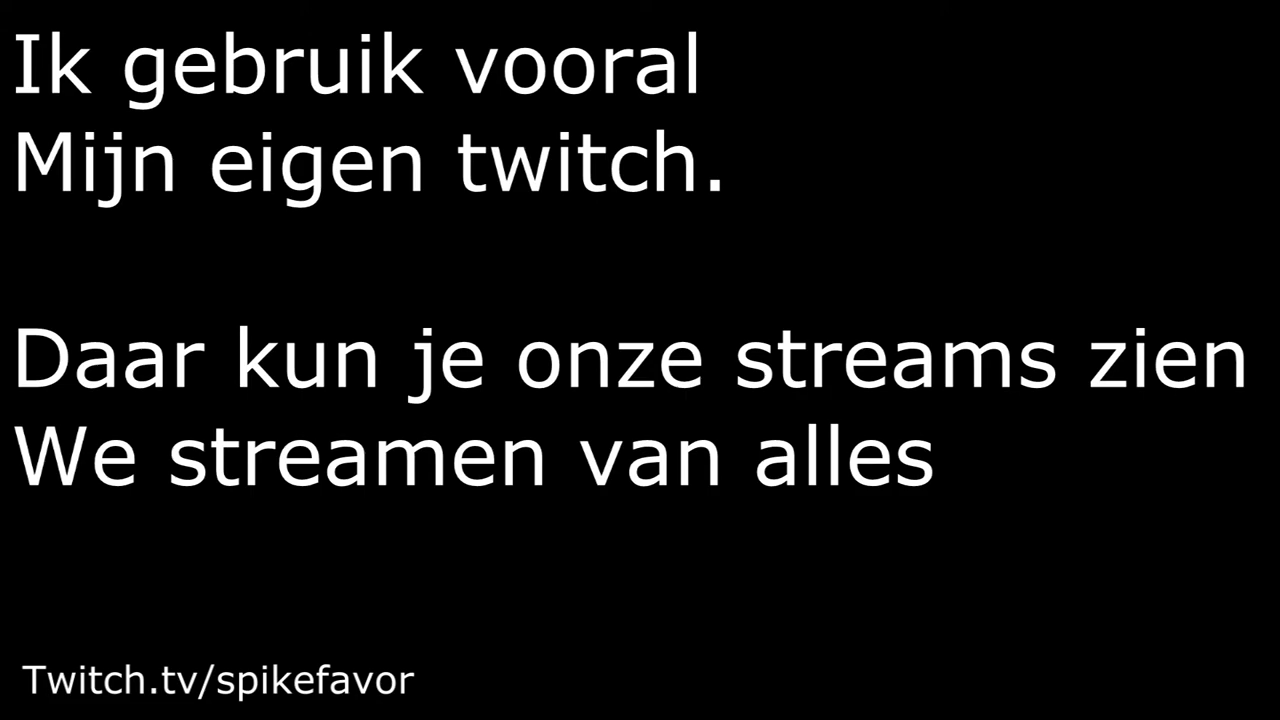 Ik gebruik vooral
Mijn eigen twitch.
Daar kun je onze streams zien
We streamen van alles
Twitch.tv/spikefavor